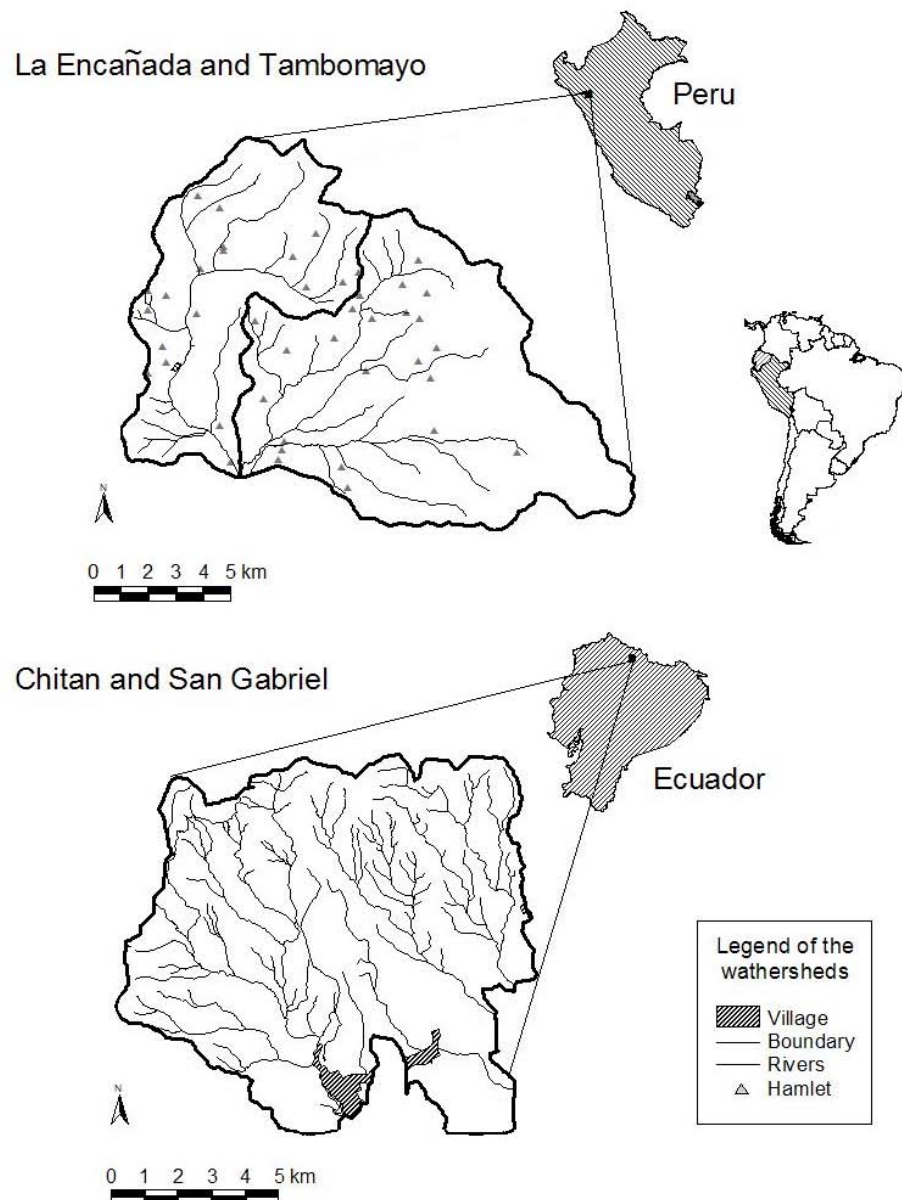 La Encañada and Tambomayo
Peru
N
0 1 2 3 4 5 km
Chitan and San Gabriel
Ecuador
Legend of the
wathersheds
Village
Boundary
Rivers
Hamlet
N
0 1 2 3 4 5 km